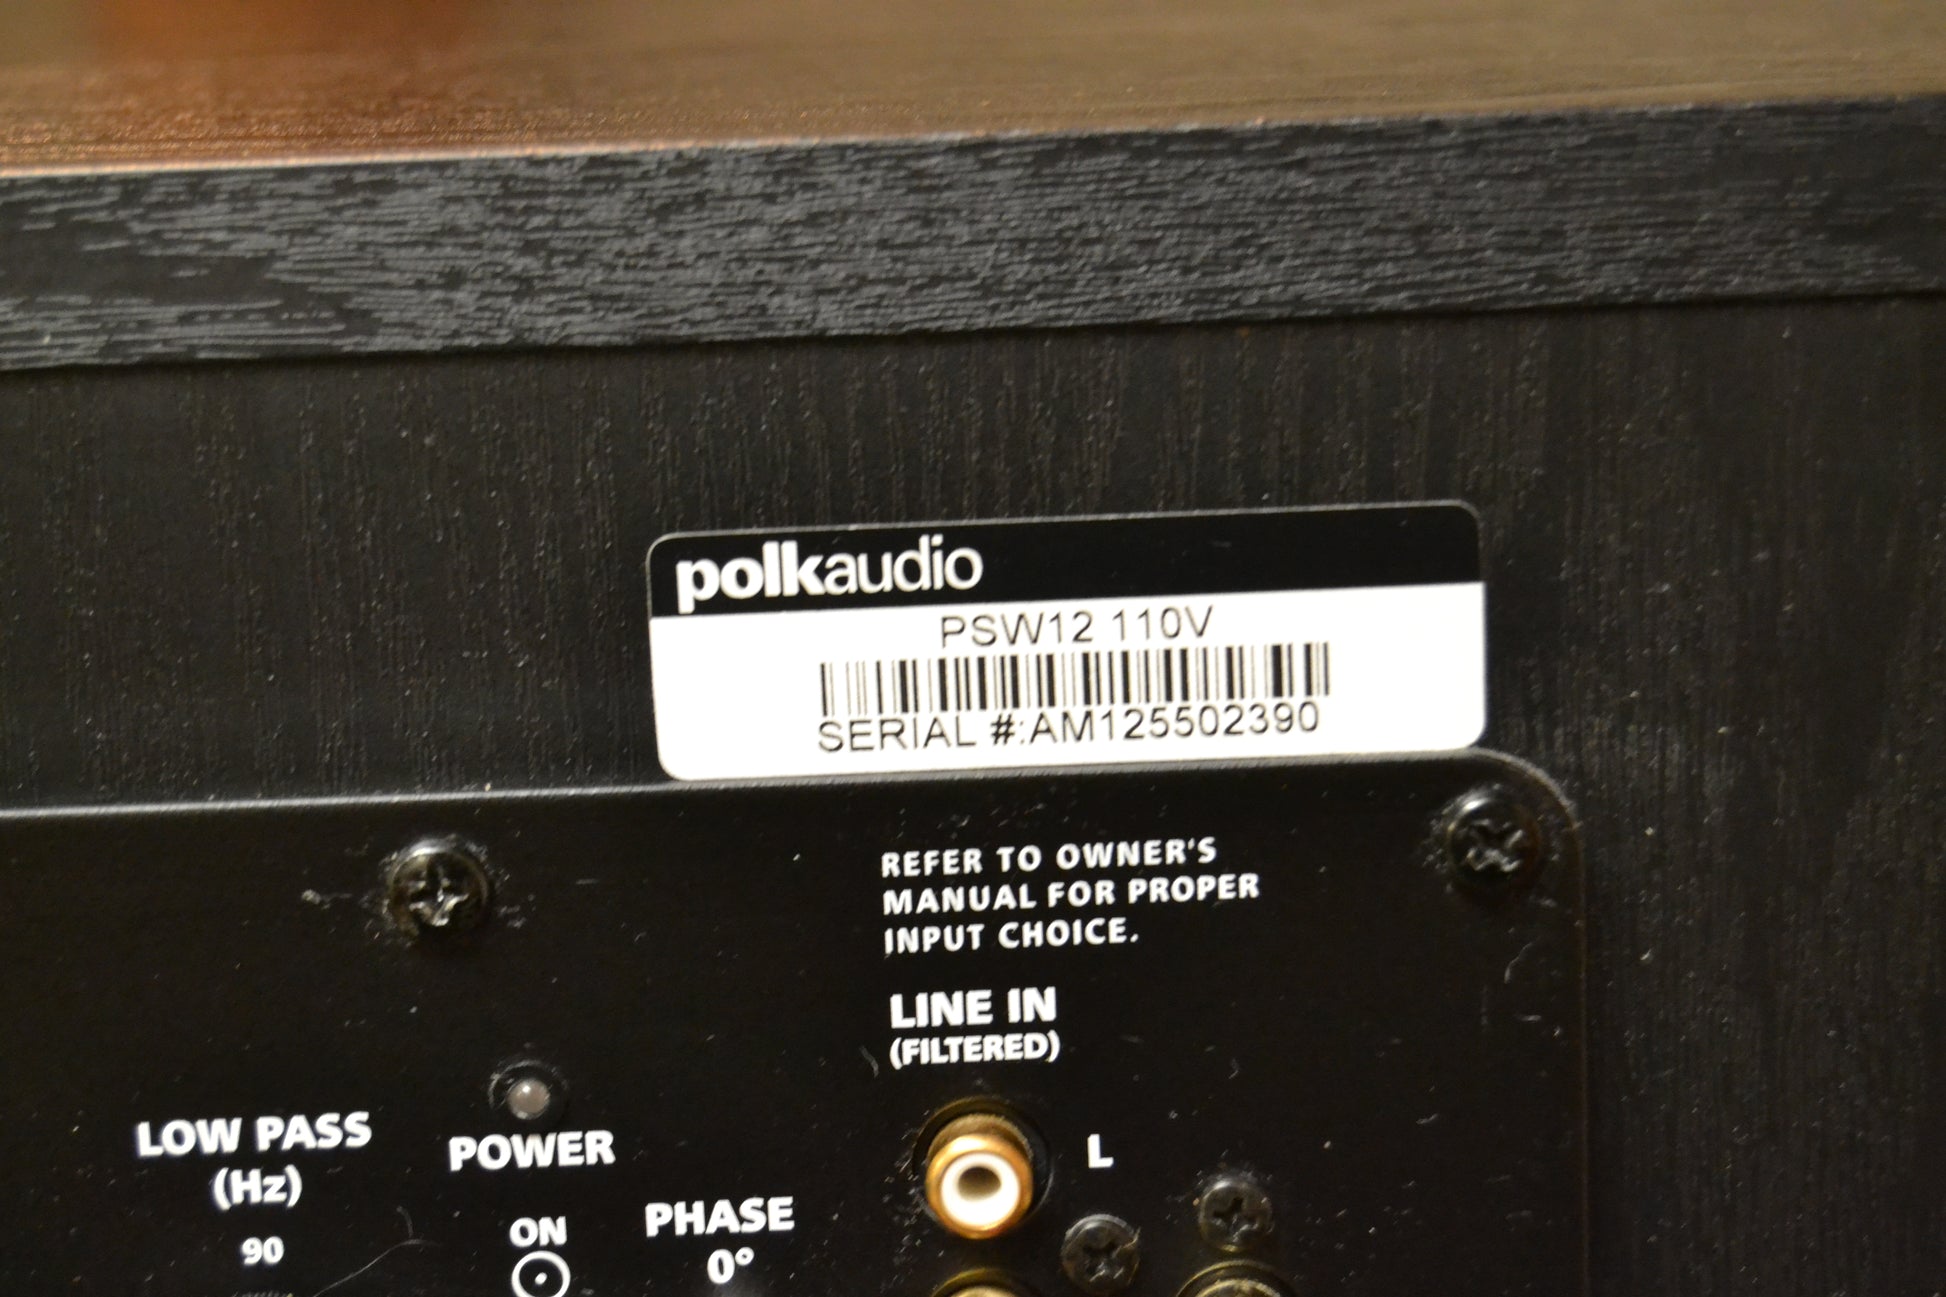 polkaudio
PSW12 110V
SERIAL #:AM125502390
REFER TO OWNER'S
MANUAL FOR PROPER
INPUT CHOICE.
LINE IN
(FILTERED)
L
LOW PASS
(Hz)
90
POWER
ON
PHASE
0°